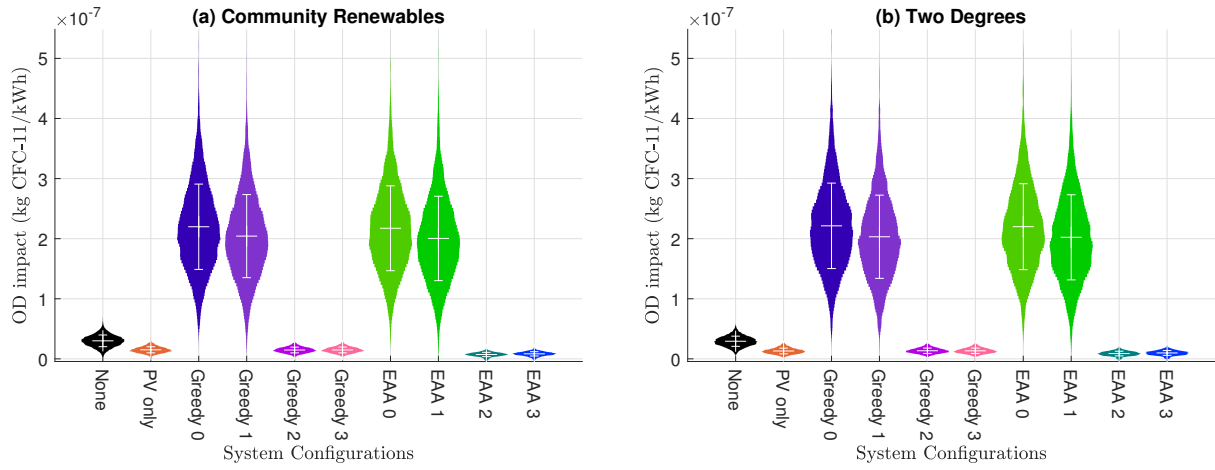 (a) Community Renewables
×10-7
OD impact (kg CFC-11/kWh)
5
4
3
2
1
0
None
PV only
Greedy 0
Greedy 1
Greedy 2
Greedy 3
EAA 0
EAA 1
EAA 2
EAA 3
System Configurations
(b) Two Degrees
×10-7
OD impact (kg CFC-11/kWh)
5
4
3
2
1
0
None
PV only
Greedy 0
Greedy 1
Greedy 2
Greedy 3
EAA 0
EAA 1
EAA 2
EAA 3
System Configurations